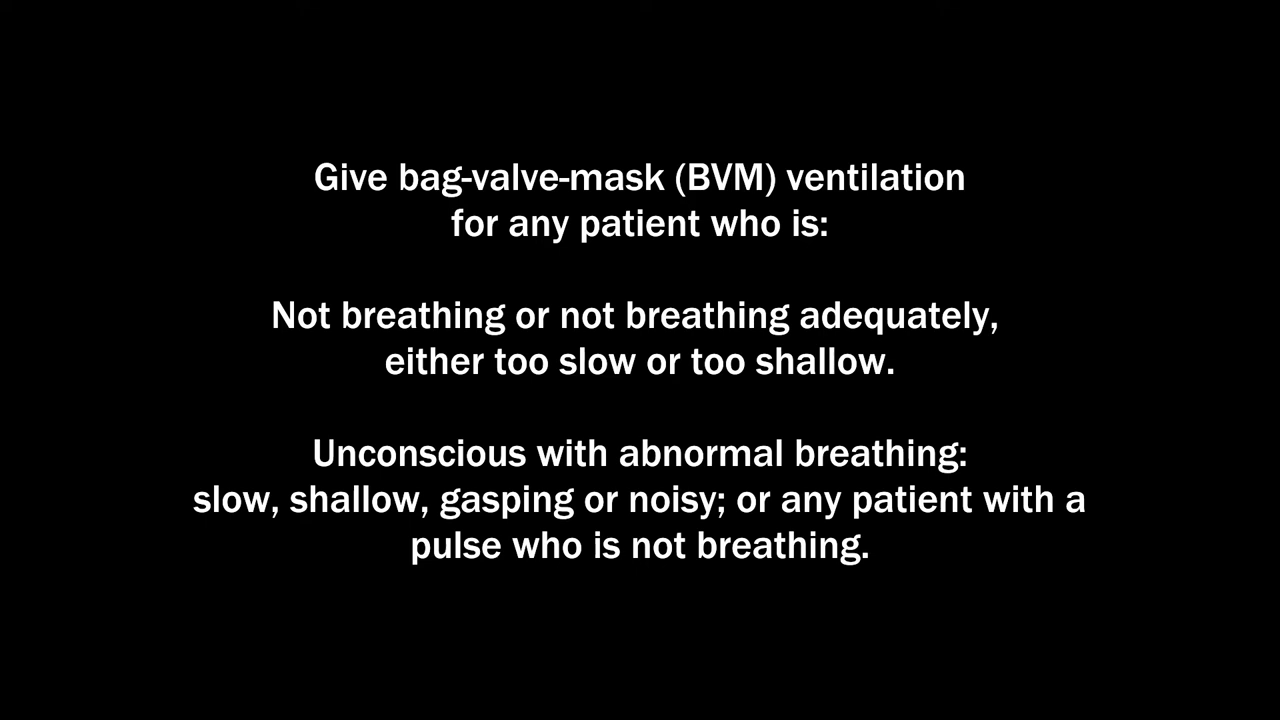 Give bag-valve-mask (BVM) ventilation
for any patient who is:
Not breathing or not breathing adequately,
either too slow or too shallow.
Unconscious with abnormal breathing:
slow, shallow, gasping or noisy; or any patient with a
pulse who is not breathing.